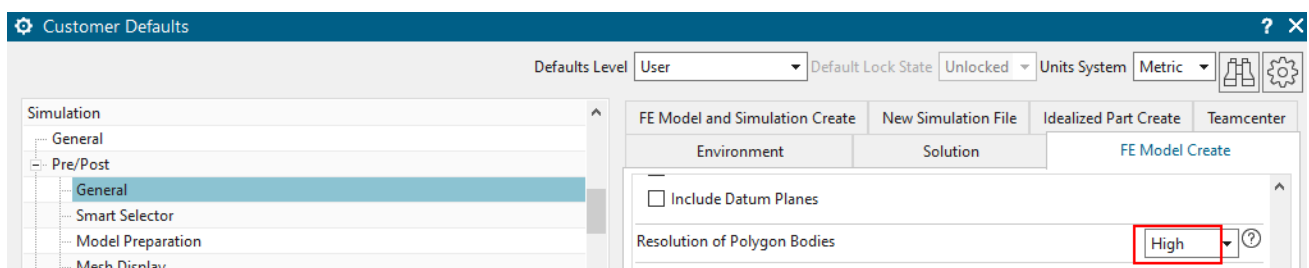 Customer Defaults ? X
Defaults Level User Default Lock State Unlocked Units System Metric
Simulation
General
Pre/Post
General
Smart Selector
Model Preparation
Mesh Display
FE Model and Simulation Create New Simulation File Idealized Part Create Teamcenter
Environment Solution FE Model Create
Include Datum Planes
Resolution of Polygon Bodies High ?